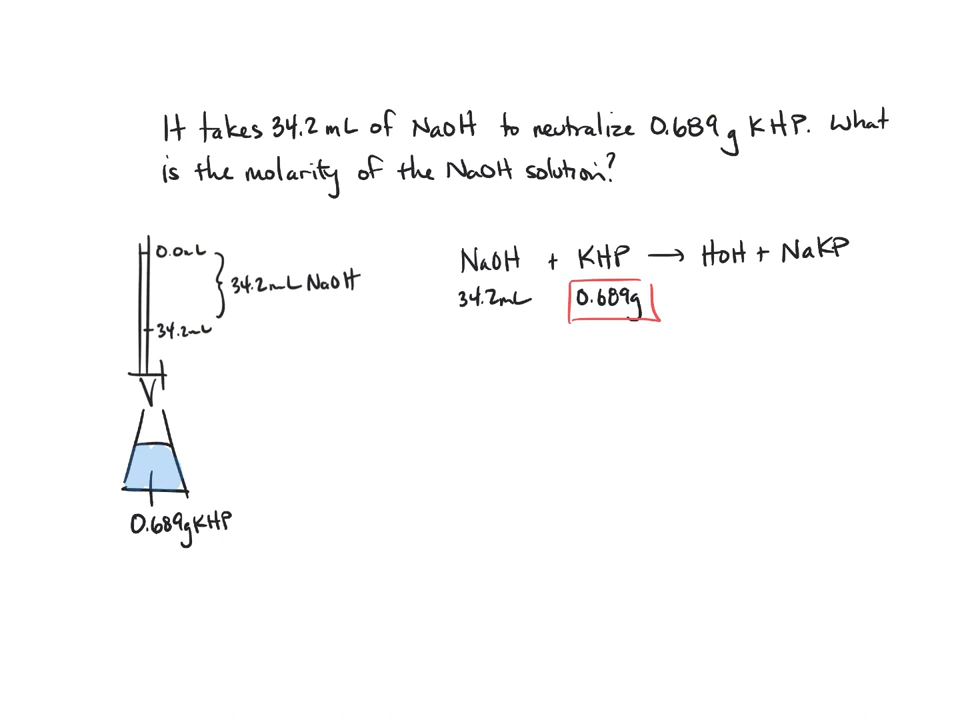 It takes 34.2 mL of NaOH to neutralize 0.689 g KHP. What
is the molarity of the NaOH solution?
0.0mL
34.2mL NaOH
34.2mL
0.689g KHP
NaOH + KHP → HOH + NaKP
34.2mL 0.689g